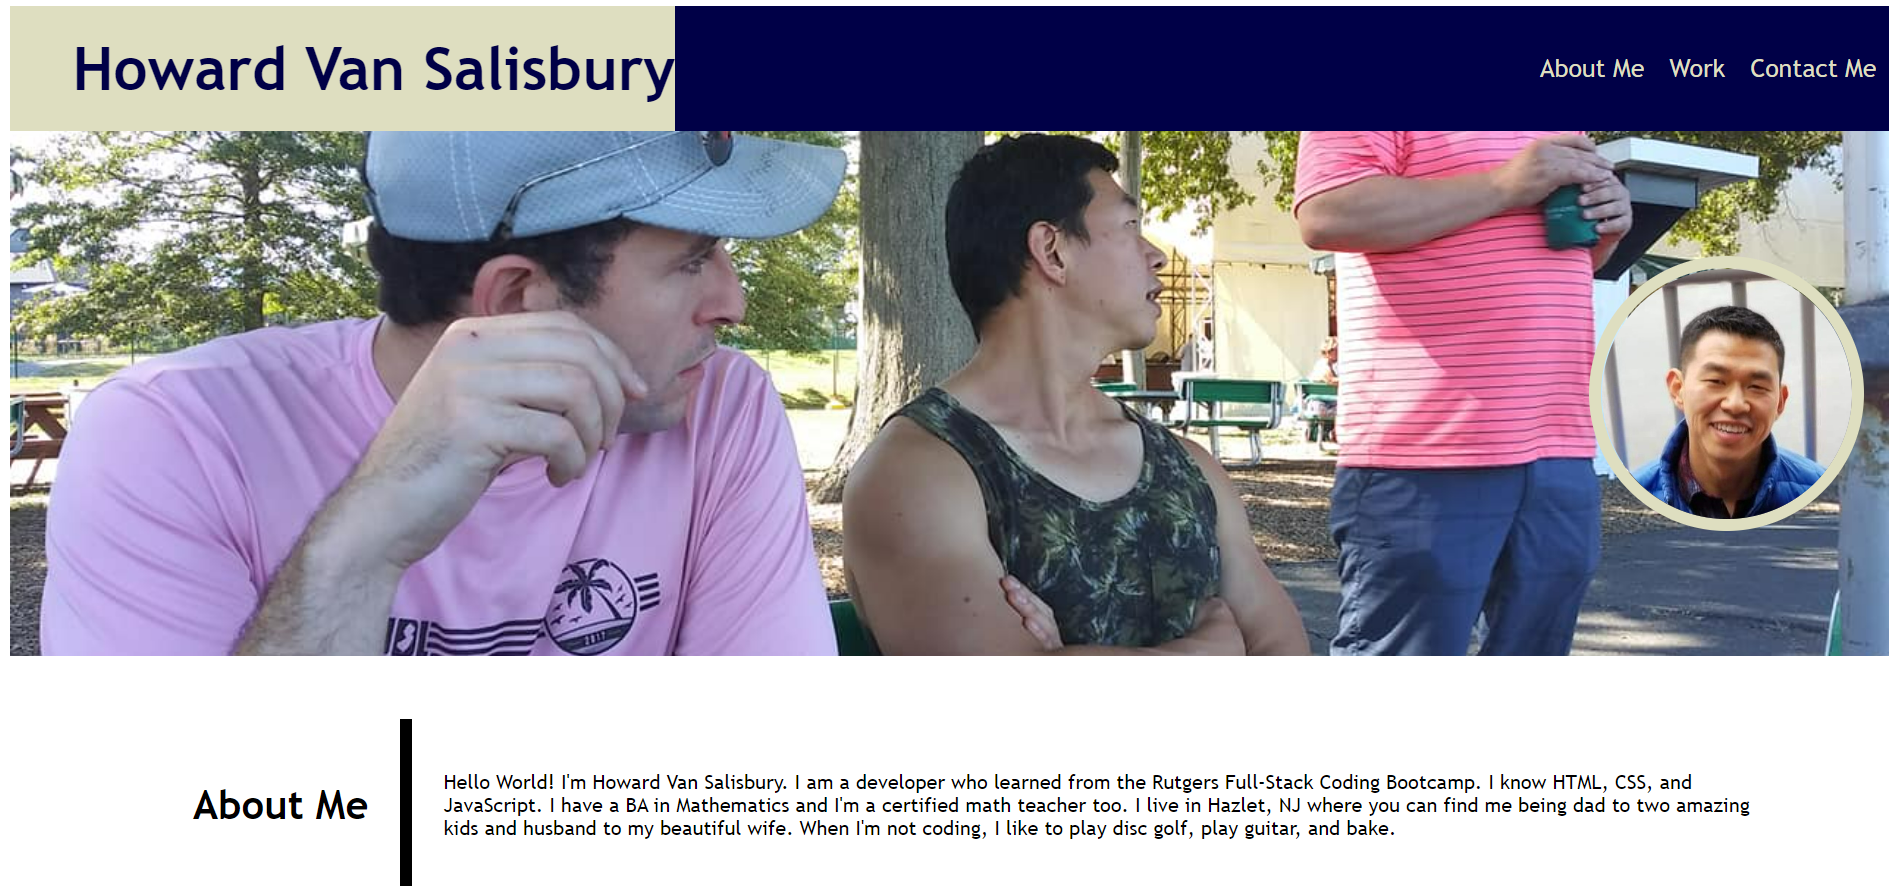 Howard Van Salisbury
About Me Work Contact Me
2017
About Me
Hello World! I'm Howard Van Salisbury. I am a developer who learned from the Rutgers Full-Stack Coding Bootcamp. I know HTML, CSS, and
JavaScript. I have a BA in Mathematics and I'm a certified math teacher too. I live in Hazlet, NJ where you can find me being dad to two amazing
kids and husband to my beautiful wife. When I'm not coding, I like to play disc golf, play guitar, and bake.